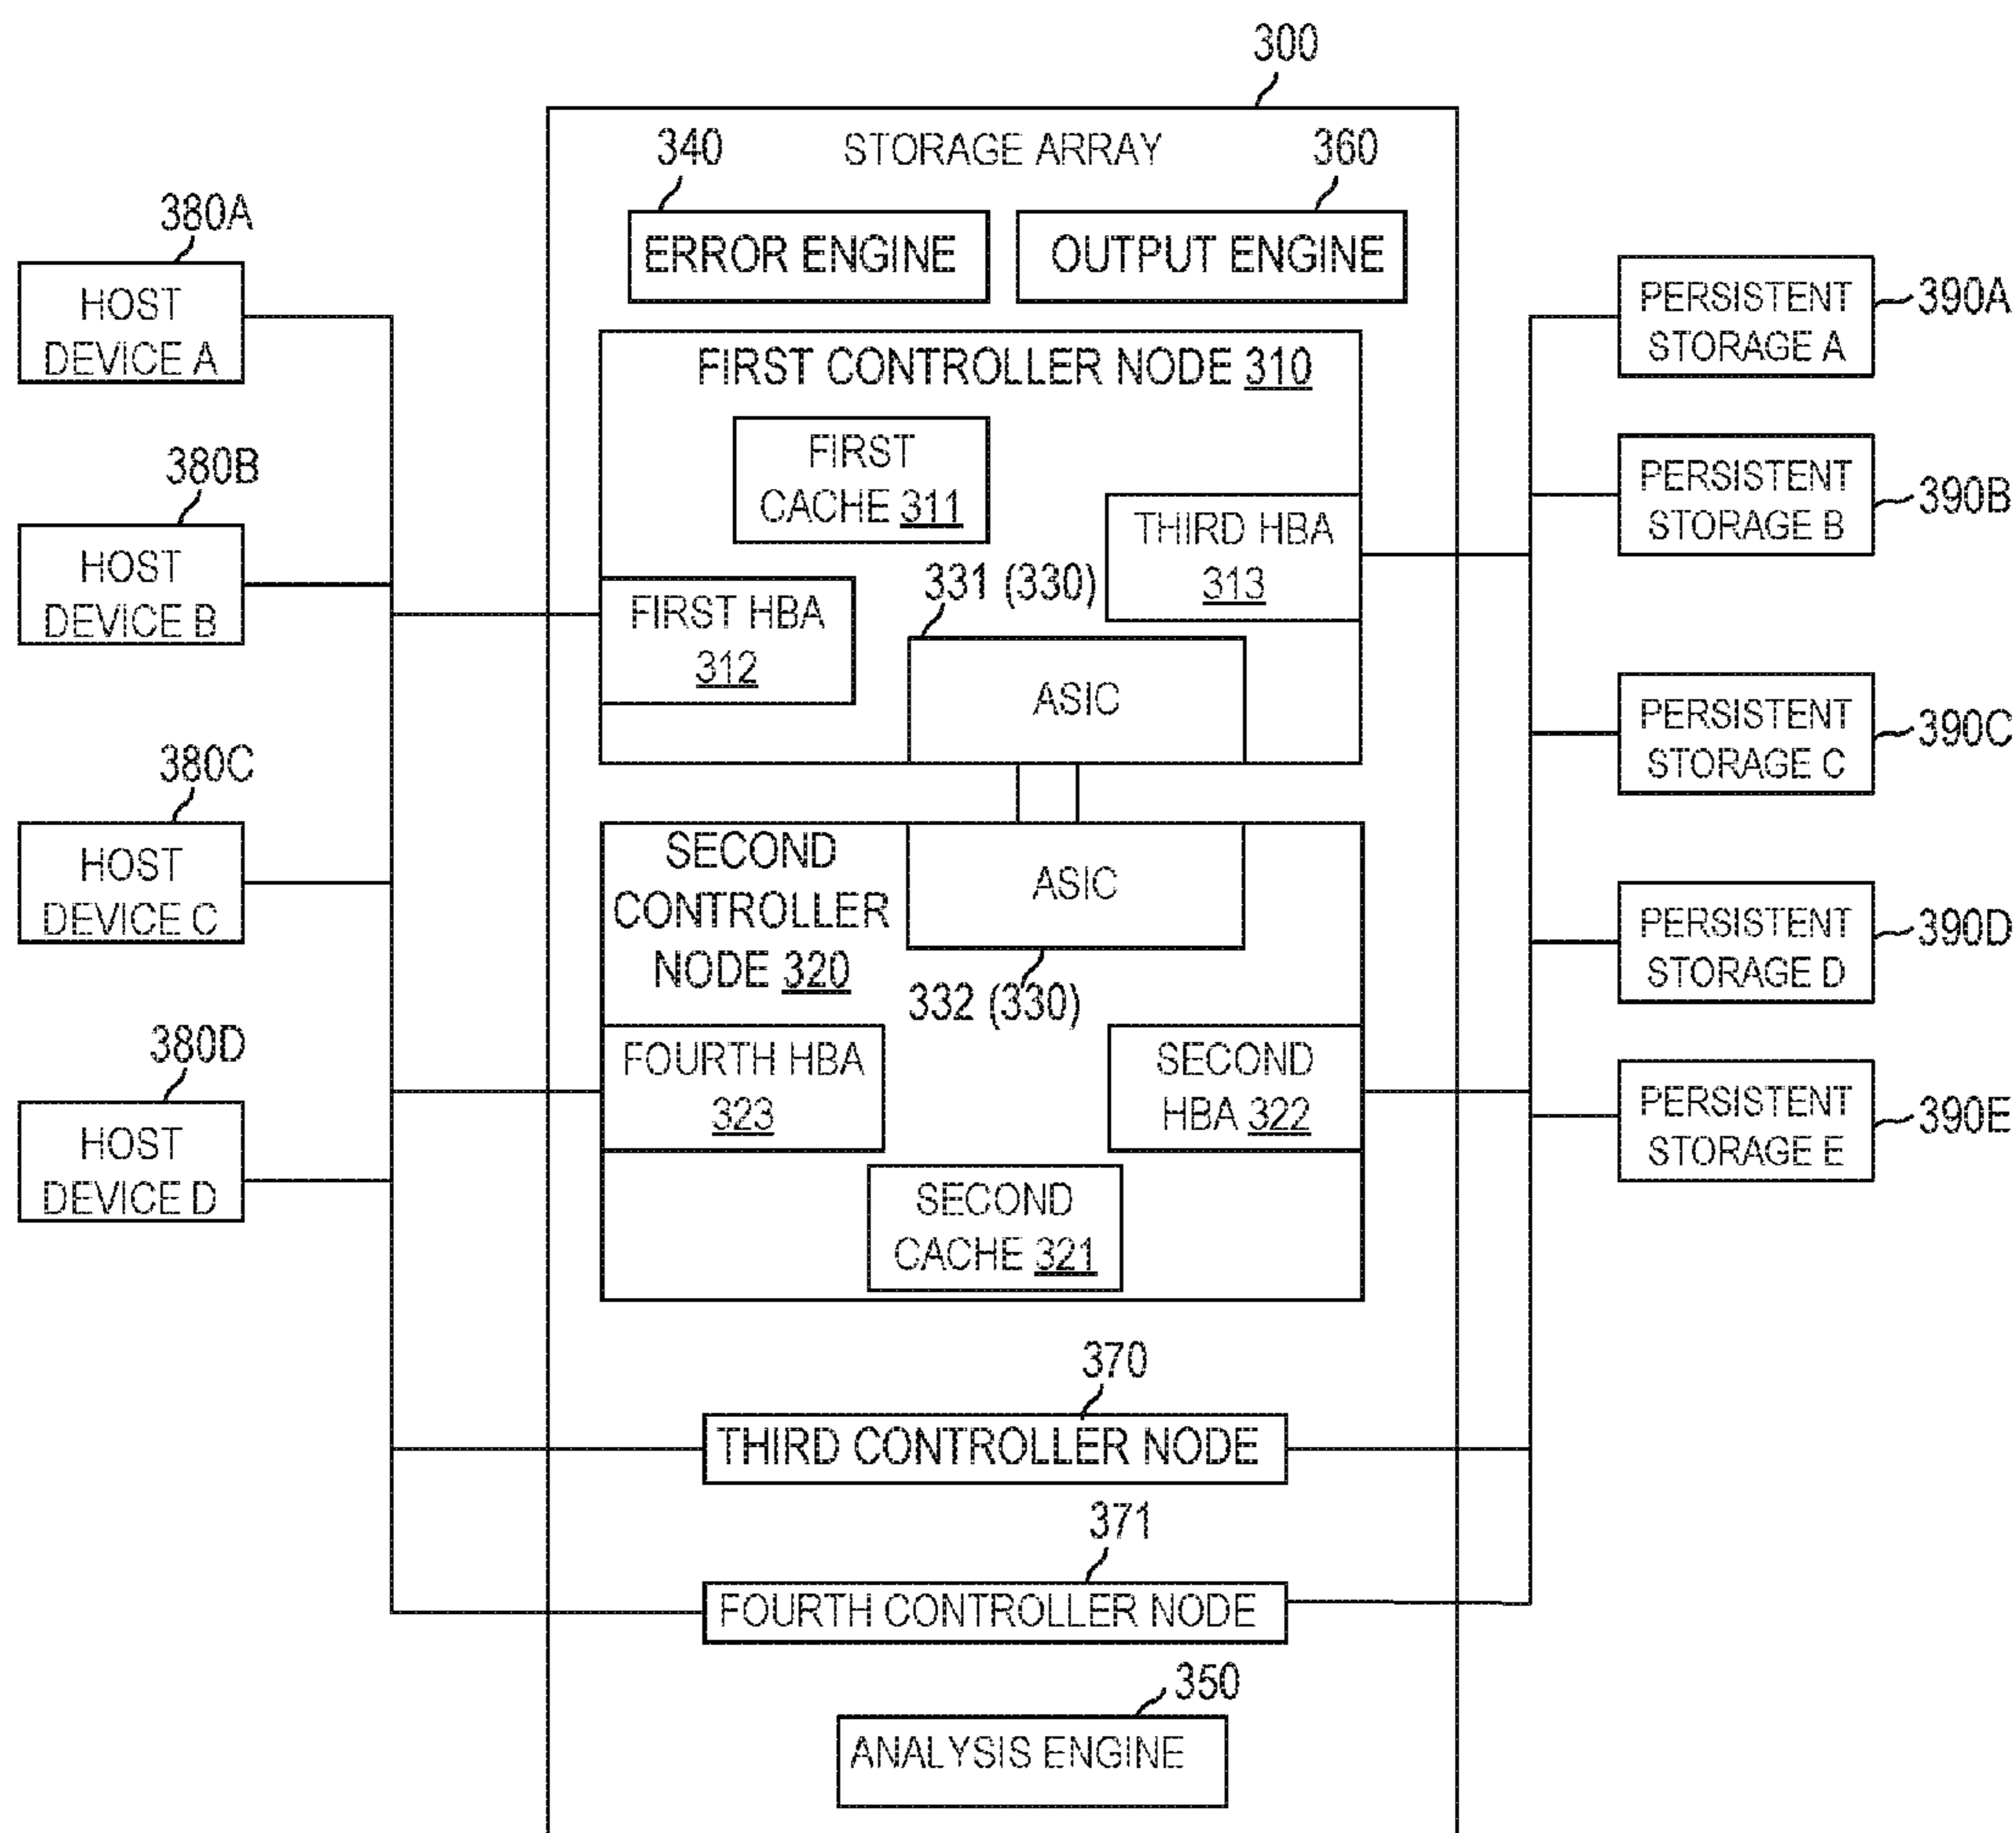 300
STORAGE ARRAY
340
360
ERROR ENGINE
OUTPUT ENGINE
380A
HOST
DEVICE A
380B
HOST
DEVICE B
380C
HOST
DEVICE C
380D
HOST
DEVICE D
FIRST CONTROLLER NODE 310
FIRST
CACHE 311
THIRD HBA
313
331 (330)
FIRST HBA
312
ASIC
SECOND
CONTROLLER
NODE 320
ASIC
332 (330)
FOURTH HBA
323
SECOND
HBA 322
SECOND
CACHE 321
370
THIRD CONTROLLER NODE
371
FOURTH CONTROLLER NODE
350
ANALYSIS ENGINE
PERSISTENT
STORAGE A
390A
PERSISTENT
STORAGE B
390B
PERSISTENT
STORAGE C
390C
PERSISTENT
STORAGE D
390D
PERSISTENT
STORAGE E
390E